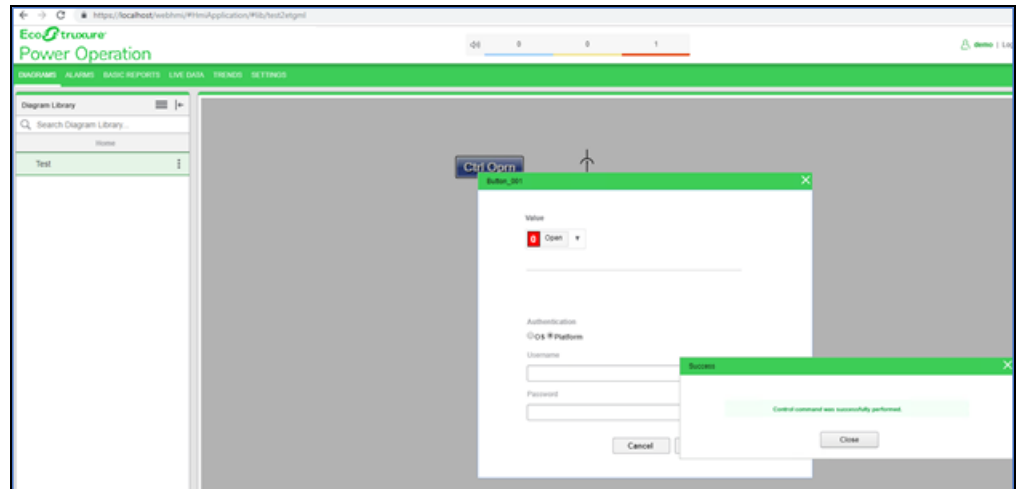 https://localhost/webhmi/#HmiApplication/#lib/test2etgml
EcoStruxure
Power Operation
0 0 1
demo | Log
DIAGRAMS ALARMS BASIC REPORTS LIVE DATA TRENDS SETTINGS
Diagram Library
Search Diagram Library...
Home
Test
Ctrl Oprn
Button_001
Value
0 Open
Authentication
OS Platform
Username
Success
Password
Control command was successfully performed.
Cancel
Close